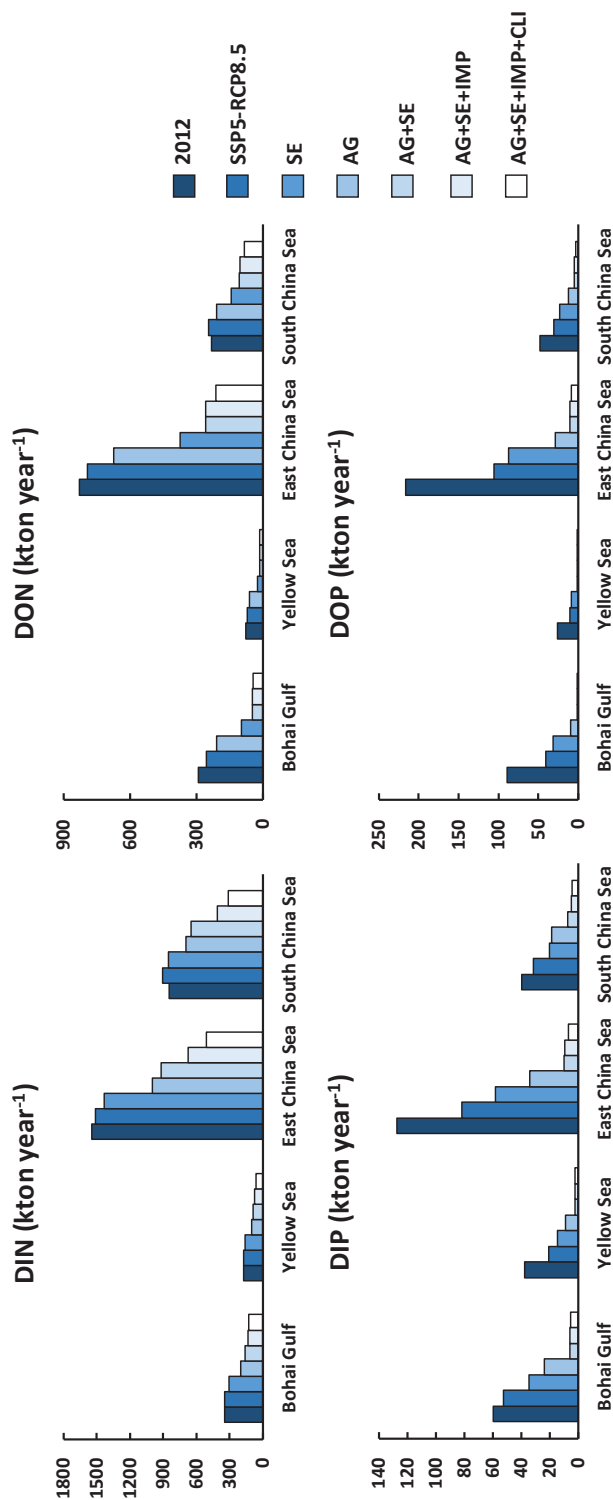 DIN (kton year⁻¹)
1800
1500
1200
900
600
300
0
Bohai Gulf Yellow Sea East China Sea South China Sea
DON (kton year⁻¹)
900
600
300
0
Bohai Gulf Yellow Sea East China Sea South China Sea
DIP (kton year⁻¹)
140
120
100
80
60
40
20
0
Bohai Gulf Yellow Sea East China Sea South China Sea
DOP (kton year⁻¹)
250
200
150
100
50
0
Bohai Gulf Yellow Sea East China Sea South China Sea
2012
SSP5-RCP8.5
SE
AG
AG+SE
AG+SE+IMP
AG+SE+IMP+CLI